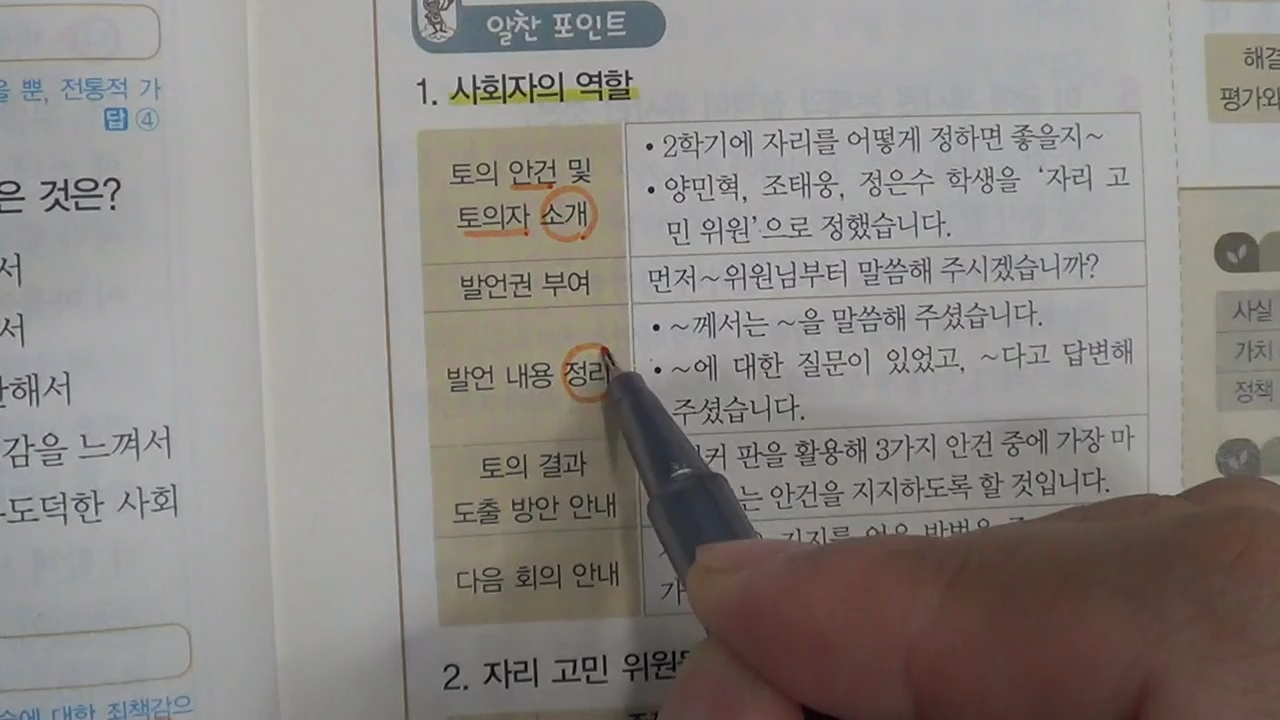 을 뿐, 전통적 가
답 ④
은 것은?
서
서
해서
감을 느껴서
도덕한 사회
대한 죄책감으
알찬 포인트
1. 사회자의 역할
토의 안건 및
토의자 소개
• 2학기에 자리를 어떻게 정하면 좋을지~
• 양민혁, 조태웅, 정은수 학생을 ‘자리 고
민 위원’으로 정했습니다.
발언권 부여
먼저~위원님부터 말씀해 주시겠습니까?
발언 내용 정리
• ~께서는 ~을 말씀해 주셨습니다.
• ~에 대한 질문이 있었고, ~다고 답변해
주셨습니다.
토의 결과
도출 방안 안내
판을 활용해 3가지 안건 중에 가장 마
는 안건을 지지하도록 할 것입니다.
다음 회의 안내
가
2. 자리 고민 위원
해결
평가와
사실
가치
정책